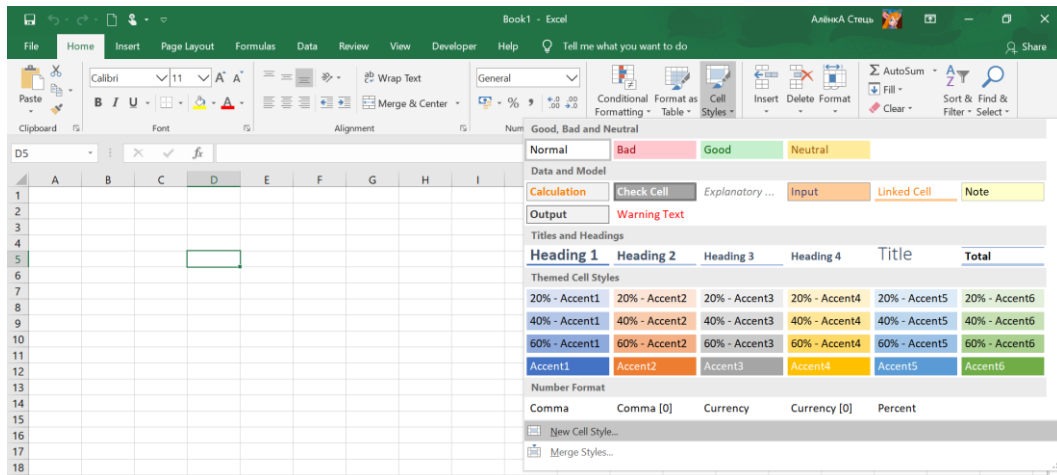 Book1 - Excel
АлёнкА Стець
File Home Insert Page Layout Formulas Data Review View Developer Help Tell me what you want to do Share
Paste
Calibri 11
Wrap Text
General
Conditional Formatting
Format as Table
Cell Styles
Insert Delete Format
AutoSum
B I U
Merge & Center
Fill
Clear
Sort & Filter
Find & Select
Clipboard Font Alignment Num
D5 fx
A B C D E F G H I
1
2
3
4
5
6
7
8
9
10
11
12
13
14
15
16
17
18
Good, Bad and Neutral
Normal Bad Good Neutral
Data and Model
Calculation Check Cell Explanatory ... Input Linked Cell Note
Output Warning Text
Titles and Headings
Heading 1 Heading 2 Heading 3 Heading 4 Title Total
Themed Cell Styles
20% - Accent1 20% - Accent2 20% - Accent3 20% - Accent4 20% - Accent5 20% - Accent6
40% - Accent1 40% - Accent2 40% - Accent3 40% - Accent4 40% - Accent5 40% - Accent6
60% - Accent1 60% - Accent2 60% - Accent3 60% - Accent4 60% - Accent5 60% - Accent6
Accent1 Accent2 Accent3 Accent4 Accent5 Accent6
Number Format
Comma Comma [0] Currency Currency [0] Percent
New Cell Style...
Merge Styles...